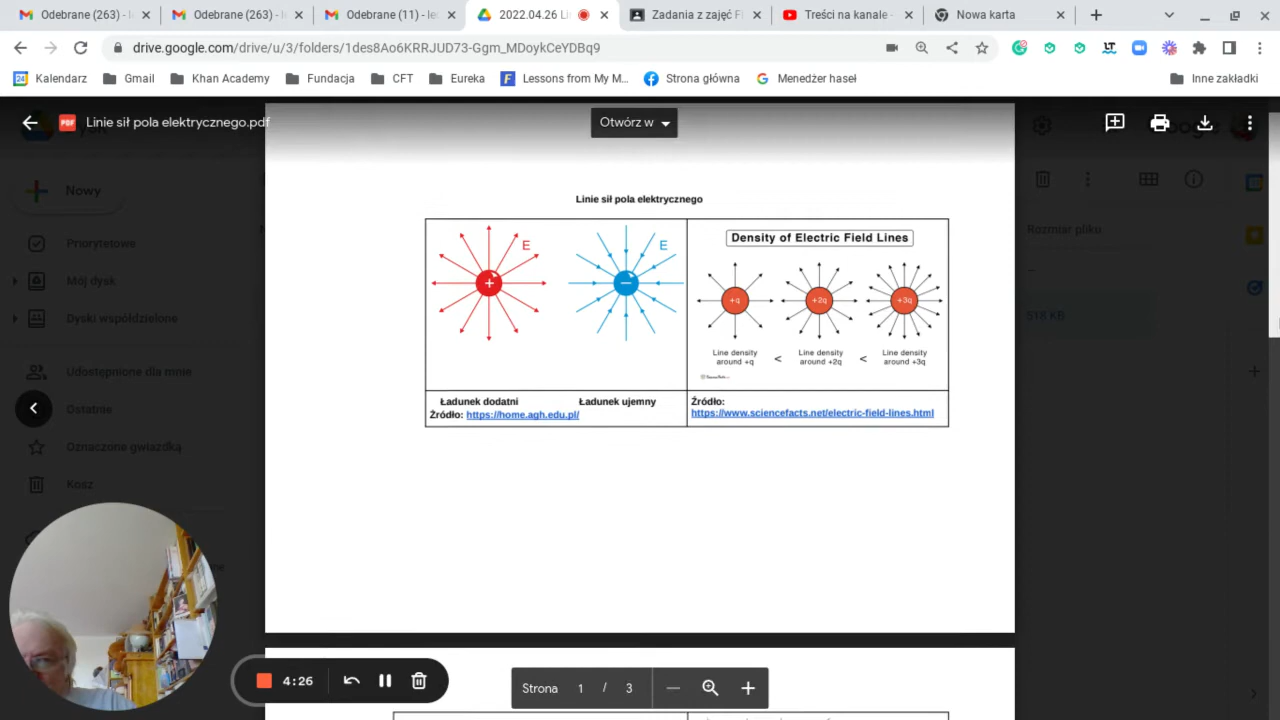 Odebrane (263) -
Odebrane (263) -
Odebrane (11) -
2022.04.26 Li
Zadania z zajęć Fi
Treści na kanale -
Nowa karta
drive.google.com/drive/u/3/folders/1des8Ao6KRRJUD73-Ggm_MDoykCeYDBq9
Kalendarz
Gmail
Khan Academy
Fundacja
CFT
Eureka
Lessons from My M...
Strona główna
Menedżer haseł
Inne zakładki
PDF
Linie sił pola elektrycznego.pdf
Otwórz w
Nowy
Priorytetowe
Mój dysk
Dyski współdzielone
Udostępnione dla mnie
Ostatnie
Oznaczone gwiazdką
Kosz
Rozmiar pliku
518 KB
Linie sił pola elektrycznego
E
+
E
−
Density of Electric Field Lines
+q
+2q
+3q
Line density around +q
<
Line density around +2q
<
Line density around +3q
Ładunek dodatni
Ładunek ujemny
Źródło: https://home.agh.edu.pl/
Źródło:
https://www.sciencefacts.net/electric-field-lines.html
4:26
Strona 1 / 3